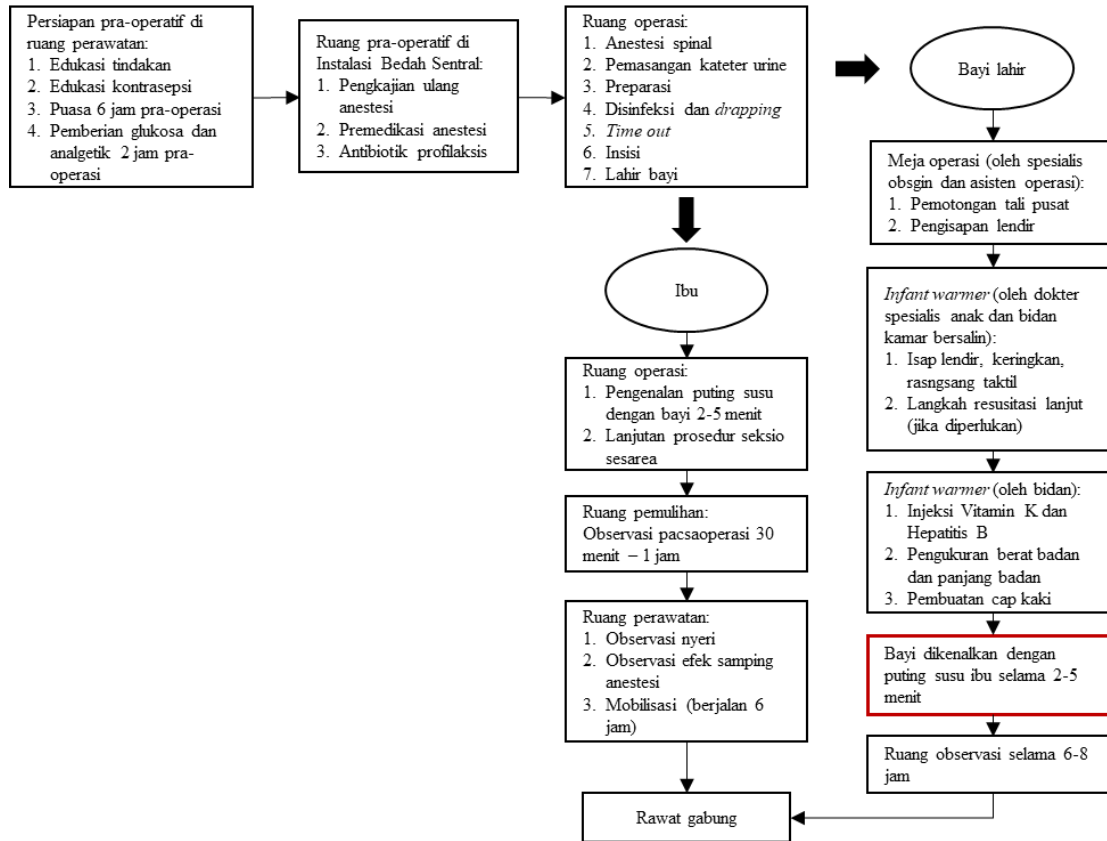 Persiapan pra-operatif di
ruang perawatan:
1. Edukasi tindakan
2. Edukasi kontrasepsi
3. Puasa 6 jam pra-operasi
4. Pemberian glukosa dan
analgetik 2 jam pra-
operasi
Ruang pra-operatif di
Instalasi Bedah Sentral:
1. Pengkajian ulang
anestesi
2. Premedikasi anestesi
3. Antibiotik profilaksis
Ruang operasi:
1. Anestesi spinal
2. Pemasangan kateter urine
3. Preparasi
4. Disinfeksi dan drapping
5. Time out
6. Insisi
7. Lahir bayi
Bayi lahir
Meja operasi (oleh spesialis
obsgin dan asisten operasi):
1. Pemotongan tali pusat
2. Pengisapan lendir
Infant warmer (oleh dokter
spesialis anak dan bidan
kamar bersalin):
1. Isap lendir, keringkan,
rasngsang taktil
2. Langkah resusitasi lanjut
(jika diperlukan)
Infant warmer (oleh bidan):
1. Injeksi Vitamin K dan
Hepatitis B
2. Pengukuran berat badan
dan panjang badan
3. Pembuatan cap kaki
Bayi dikenalkan dengan
puting susu ibu selama 2-5
menit
Ruang observasi selama 6-8
jam
Ibu
Ruang operasi:
1. Pengenalan puting susu
dengan bayi 2-5 menit
2. Lanjutan prosedur seksio
sesarea
Ruang pemulihan:
Observasi pacsaoperasi 30
menit – 1 jam
Ruang perawatan:
1. Observasi nyeri
2. Observasi efek samping
anestesi
3. Mobilisasi (berjalan 6
jam)
Rawat gabung